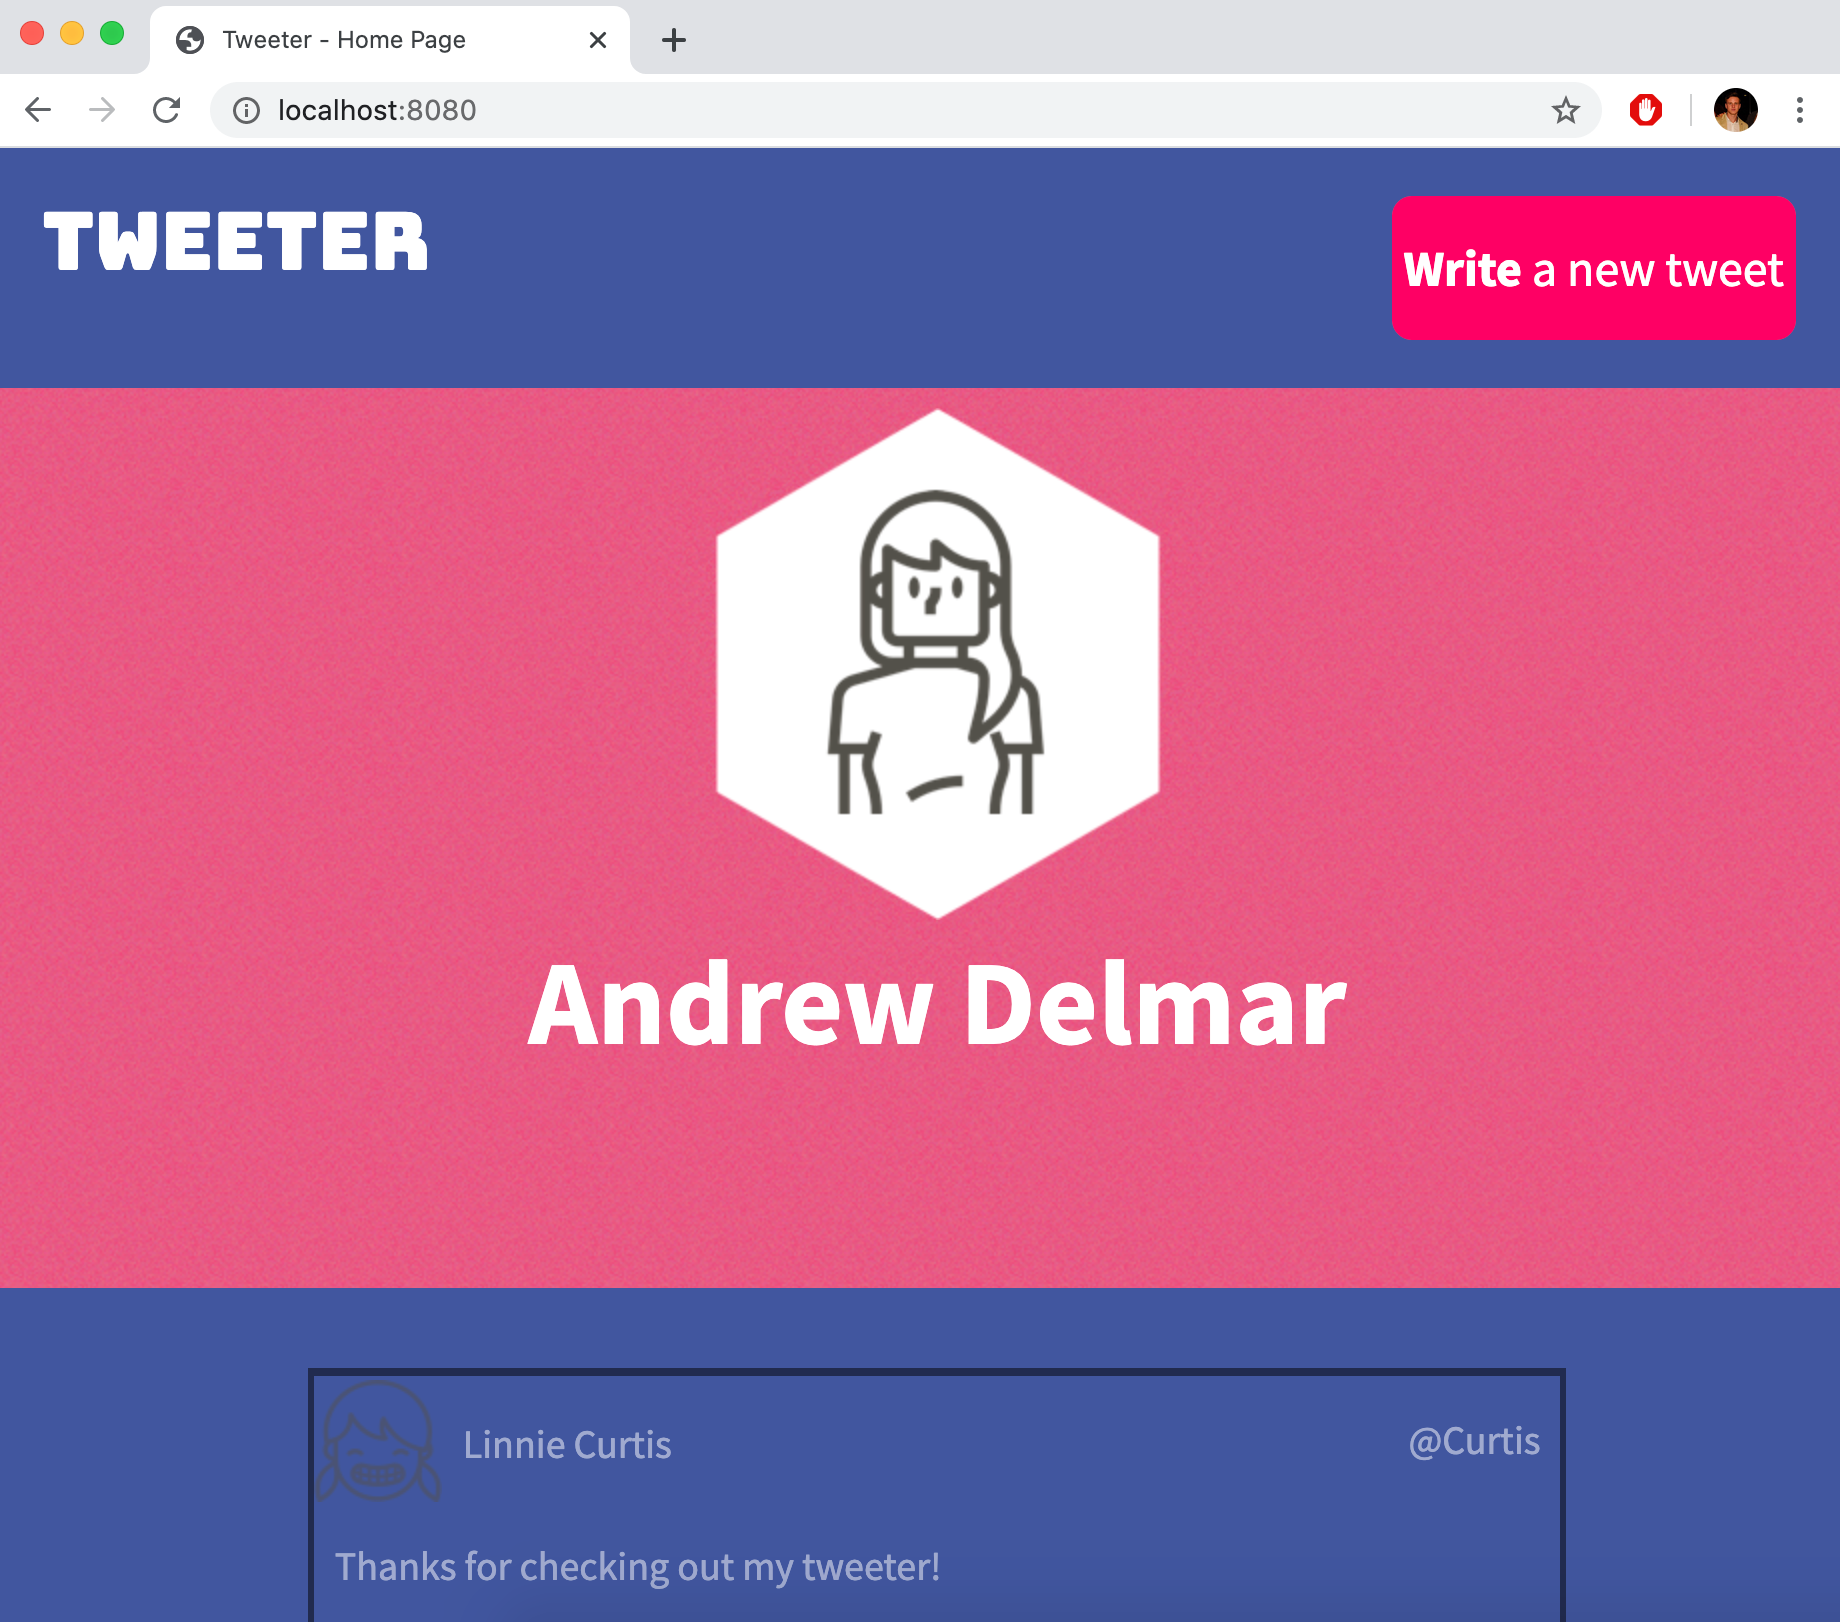 Tweeter - Home Page
localhost:8080
TWEETER
Write a new tweet
Andrew Delmar
Linnie Curtis
@Curtis
Thanks for checking out my tweeter!